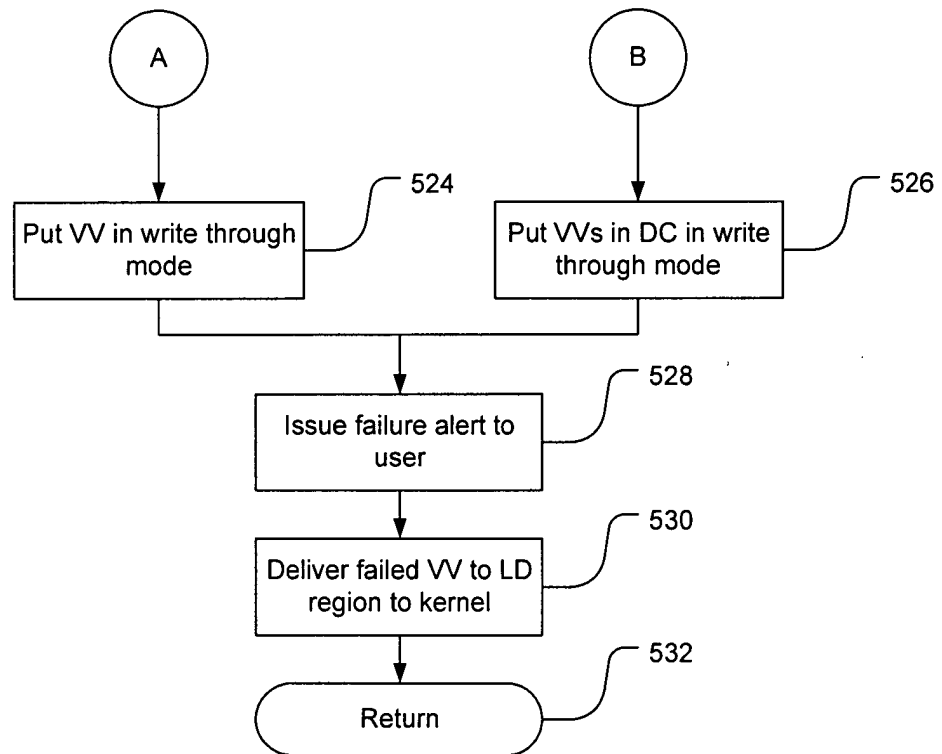 A
B
524
526
Put VV in write through
mode
Put VVs in DC in write
through mode
528
Issue failure alert to
user
530
Deliver failed VV to LD
region to kernel
532
Return